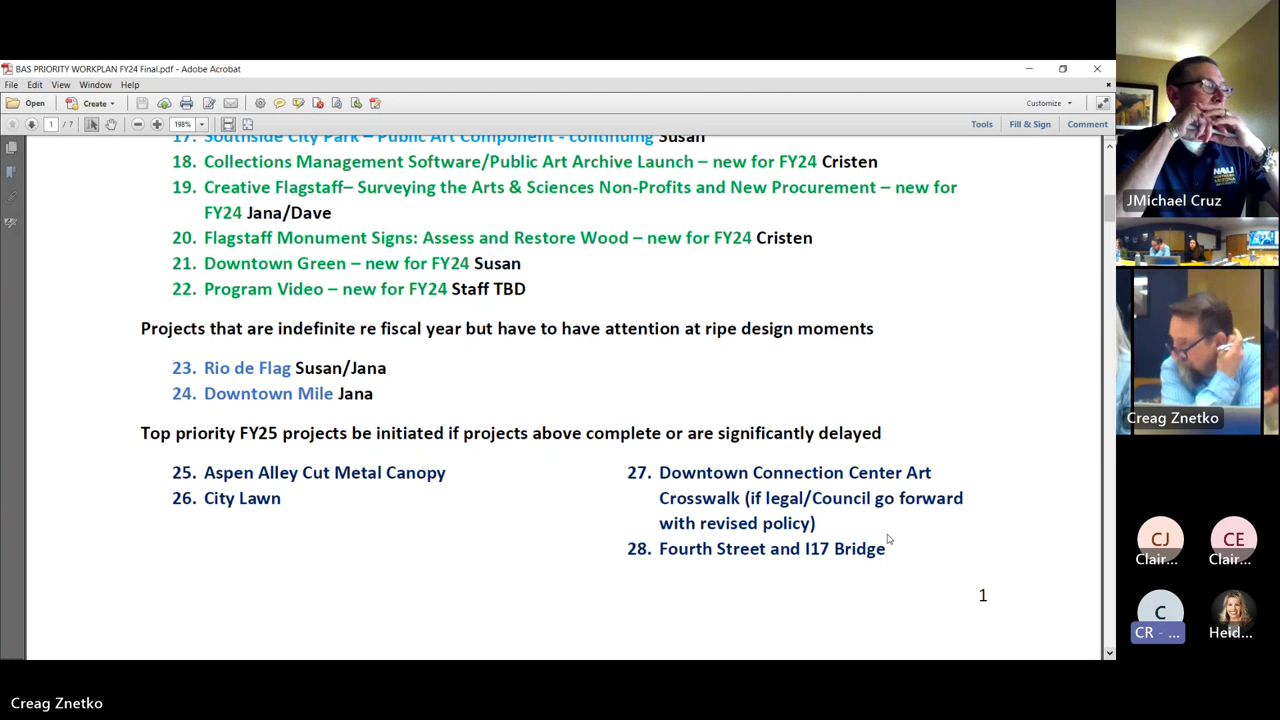 BAS PRIORITY WORKPLAN FY24 Final.pdf - Adobe Acrobat
File Edit View Window Help
Open Create Customize
1 / 7 198% Tools Fill & Sign Comment
17. Southside City Park – Public Art Component - continuing Susan
18. Collections Management Software/Public Art Archive Launch – new for FY24 Cristen
19. Creative Flagstaff– Surveying the Arts & Sciences Non-Profits and New Procurement – new for
FY24 Jana/Dave
20. Flagstaff Monument Signs: Assess and Restore Wood – new for FY24 Cristen
21. Downtown Green – new for FY24 Susan
22. Program Video – new for FY24 Staff TBD
Projects that are indefinite re fiscal year but have to have attention at ripe design moments
23. Rio de Flag Susan/Jana
24. Downtown Mile Jana
Top priority FY25 projects be initiated if projects above complete or are significantly delayed
25. Aspen Alley Cut Metal Canopy
26. City Lawn
27. Downtown Connection Center Art
Crosswalk (if legal/Council go forward
with revised policy)
28. Fourth Street and I17 Bridge
1
NAU
JMichael Cruz
Creag Znetko
CJ
Clair...
CE
Clair...
C
CR - ...
Heid...
Creag Znetko